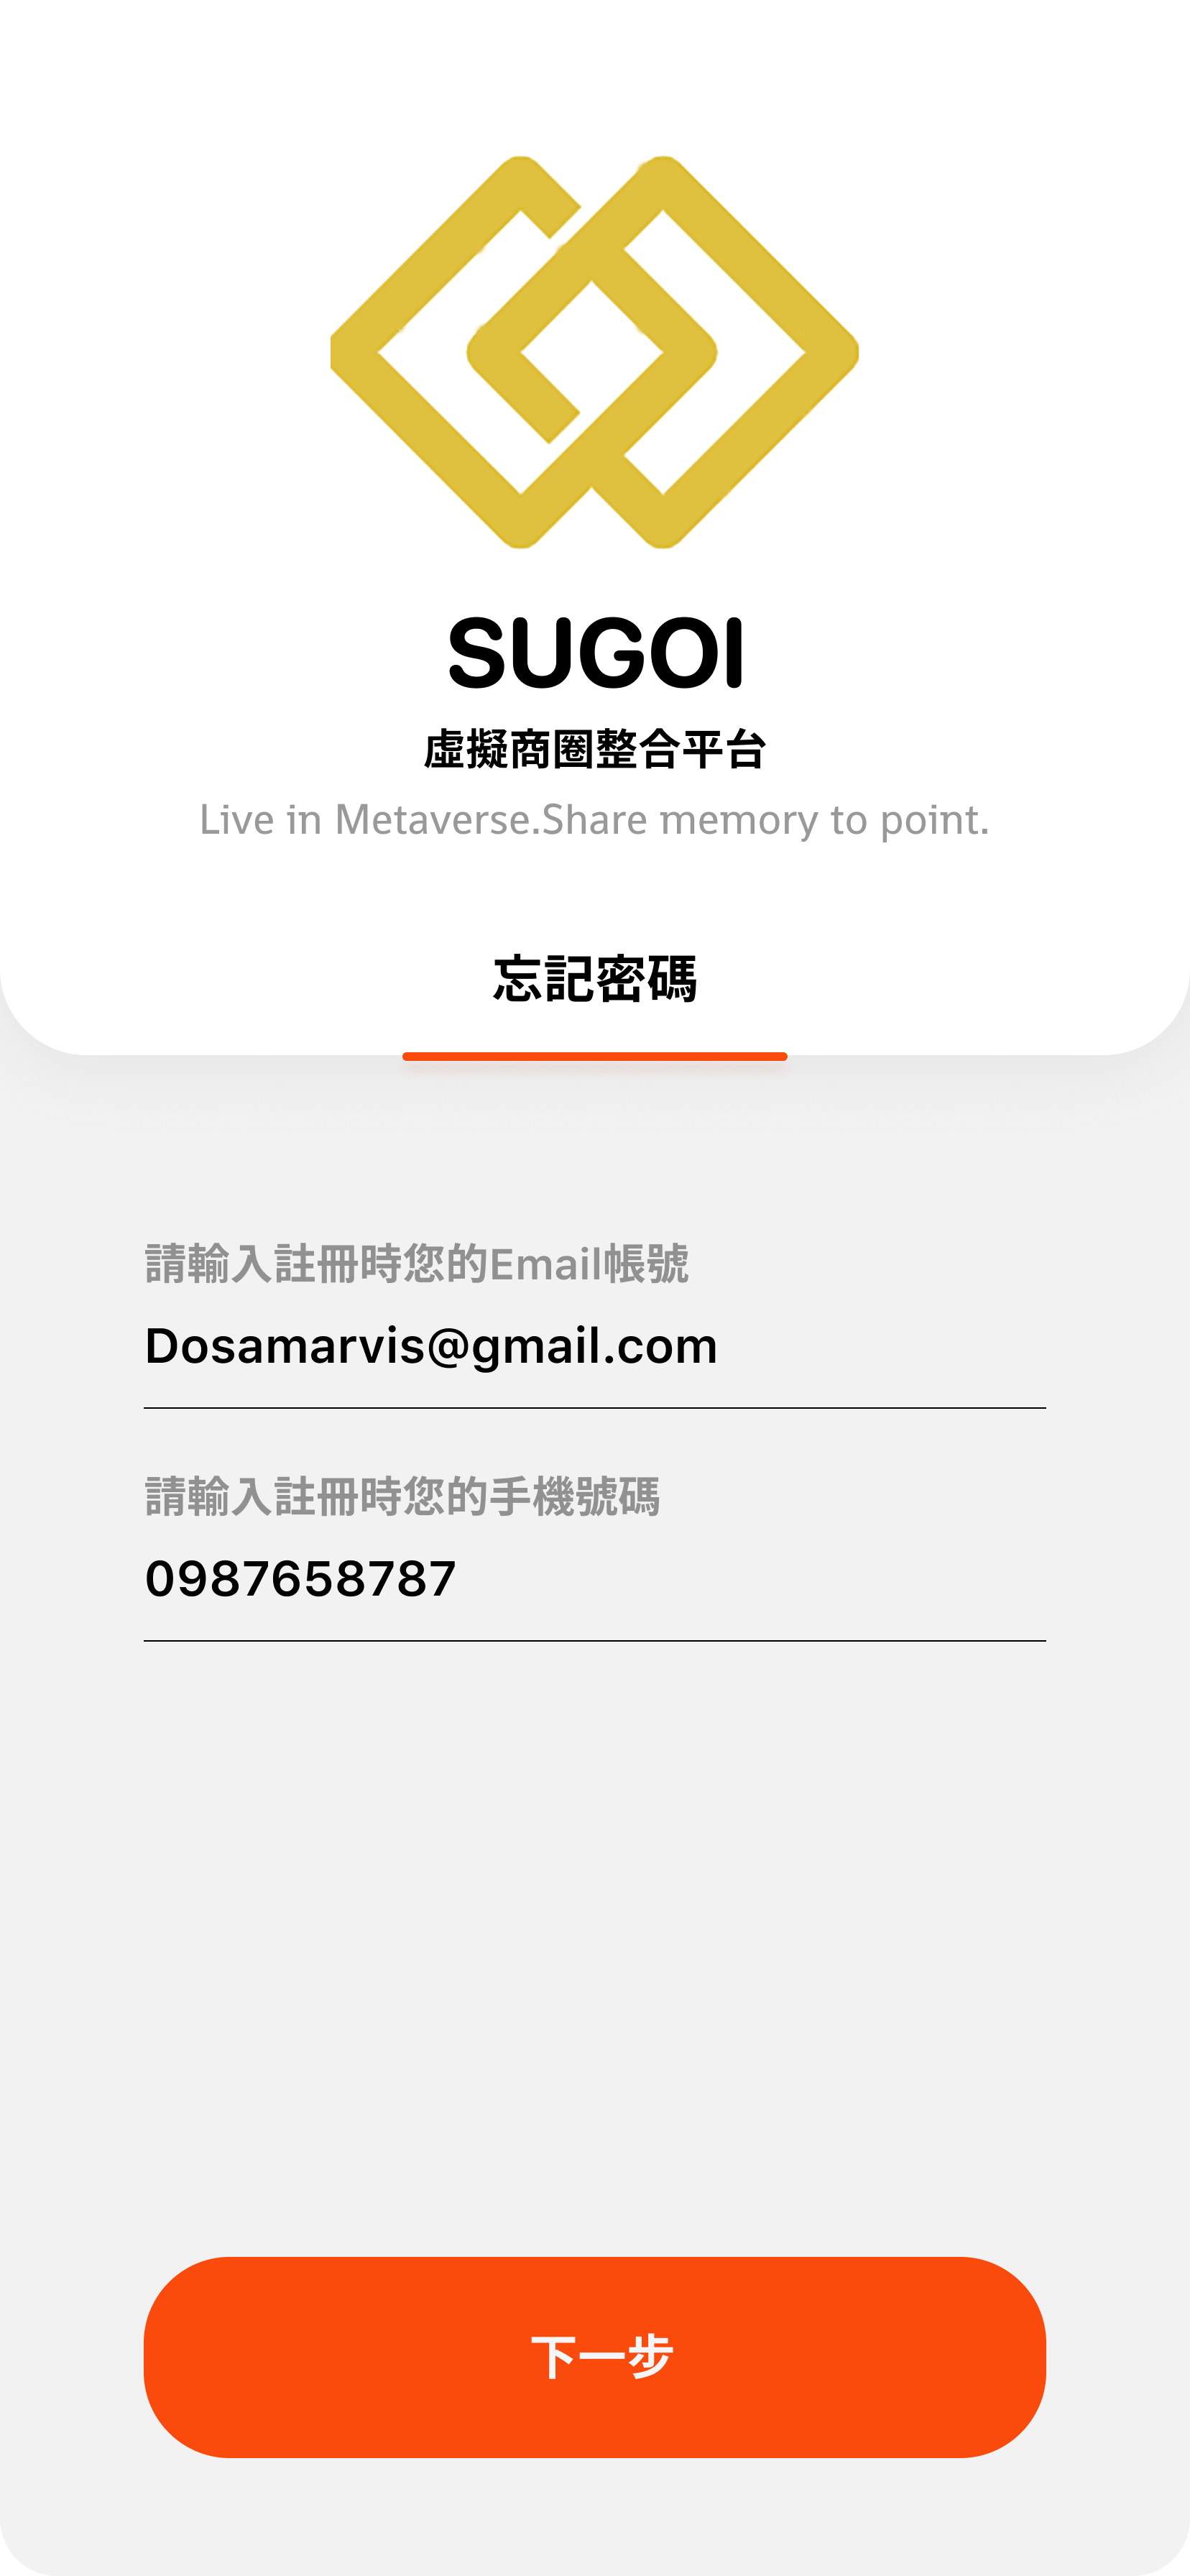 SUGOI
虛擬商圈整合平台
Live in Metaverse.Share memory to point.
忘記密碼
請輸入註冊時您的Email帳號
Dosamarvis@gmail.com
請輸入註冊時您的手機號碼
0987658787
下一步